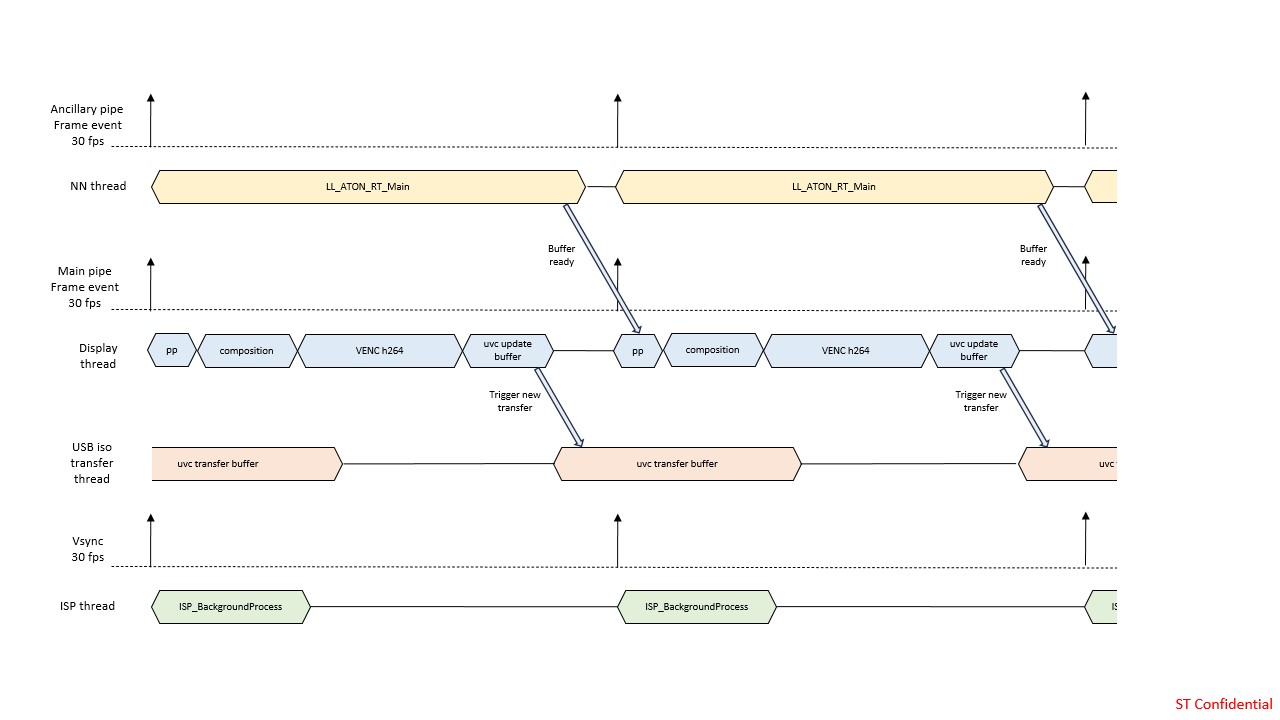 Ancillary pipe
Frame event
30 fps
NN thread
LL_ATON_RT_Main
LL_ATON_RT_Main
Buffer
ready
Buffer
ready
Main pipe
Frame event
30 fps
Display
thread
pp
composition
VENC h264
uvc update
buffer
pp
composition
VENC h264
uvc update
buffer
Trigger new
transfer
Trigger new
transfer
USB iso
transfer
thread
uvc transfer buffer
uvc transfer buffer
uvc
Vsync
30 fps
ISP thread
ISP_BackgroundProcess
ISP_BackgroundProcess
ST Confidential